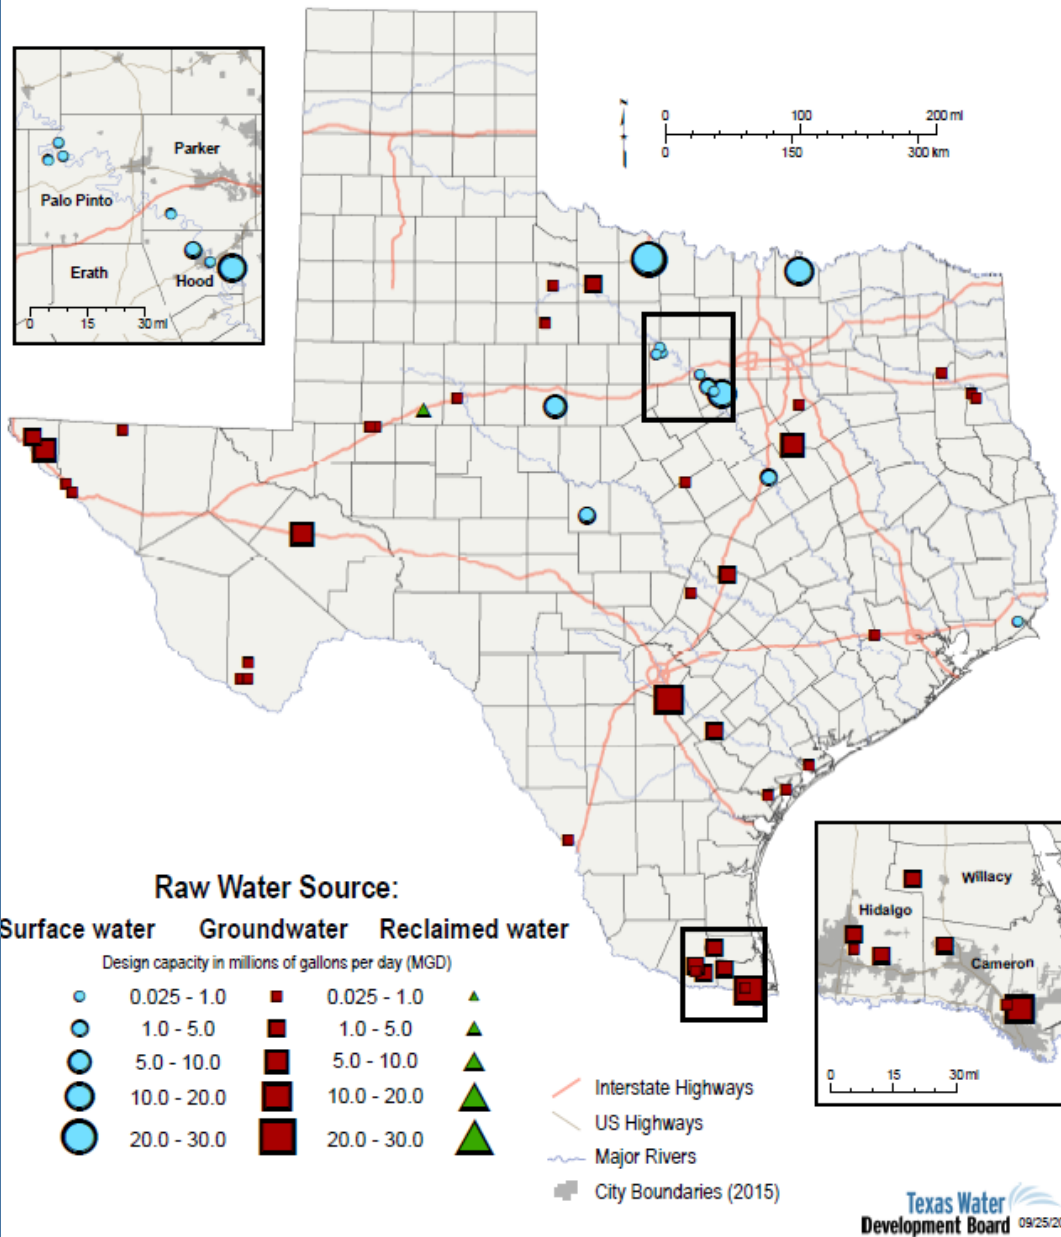 0 100 200 mi
0 150 300 km
Parker
Palo Pinto
Erath
Hood
0 15 30 mi
Willacy
Hidalgo
Cameron
0 15 30 mi
Raw Water Source:
Surface water Groundwater Reclaimed water
Design capacity in millions of gallons per day (MGD)
0.025 - 1.0 0.025 - 1.0
1.0 - 5.0 1.0 - 5.0
5.0 - 10.0 5.0 - 10.0
10.0 - 20.0 10.0 - 20.0
20.0 - 30.0 20.0 - 30.0
Interstate Highways
US Highways
Major Rivers
City Boundaries (2015)
Texas Water
Development Board 09/25/20